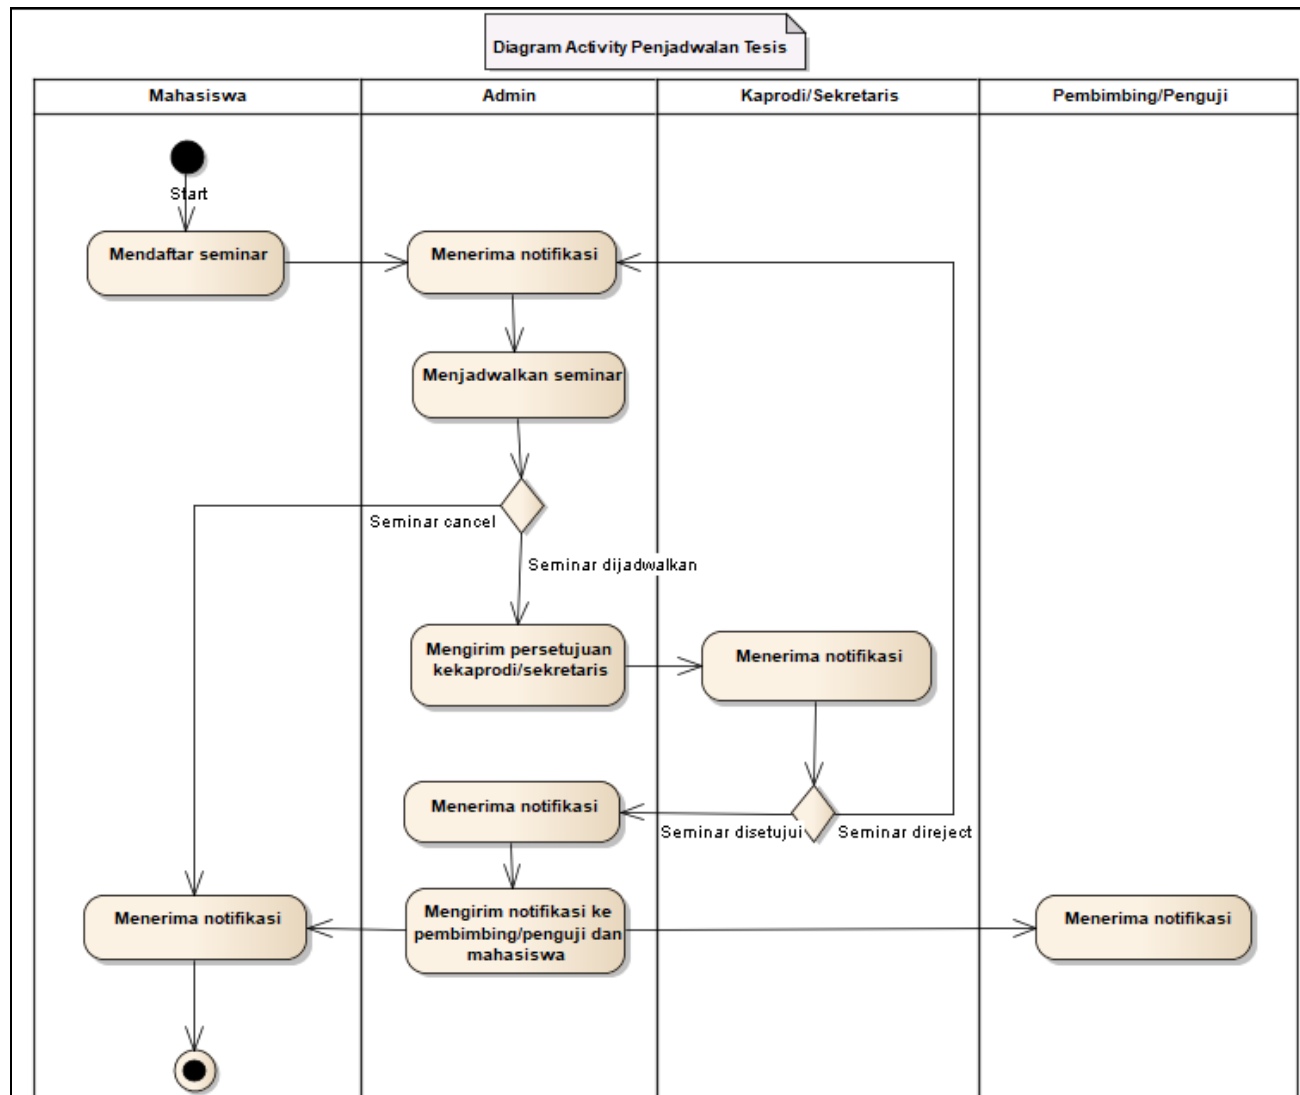 Diagram Activity Penjadwalan Tesis
Mahasiswa
Admin
Kaprodi/Sekretaris
Pembimbing/Penguji
Start
Mendaftar seminar
Menerima notifikasi
Menjadwalkan seminar
Seminar cancel
Seminar dijadwalkan
Mengirim persetujuan
kekaprodi/sekretaris
Menerima notifikasi
Menerima notifikasi
Seminar disetujui
Seminar direject
Menerima notifikasi
Mengirim notifikasi ke
pembimbing/penguji dan
mahasiswa
Menerima notifikasi